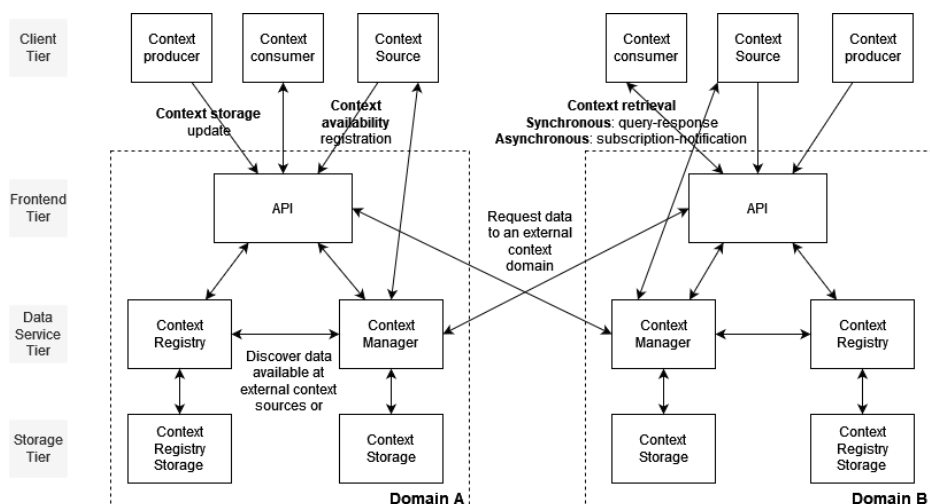 Client
Tier
Context
producer
Context
consumer
Context
Source
Context
consumer
Context
Source
Context
producer
Context storage
update
Context
availability
registration
Context retrieval
Synchronous: query-response
Asynchronous: subscription-notification
Frontend
Tier
API
Request data
to an external
context
domain
API
Data
Service
Tier
Context
Registry
Context
Manager
Context
Manager
Context
Registry
Discover data
available at
external context
sources or
Storage
Tier
Context
Registry
Storage
Context
Storage
Context
Storage
Context
Registry
Storage
Domain A
Domain B